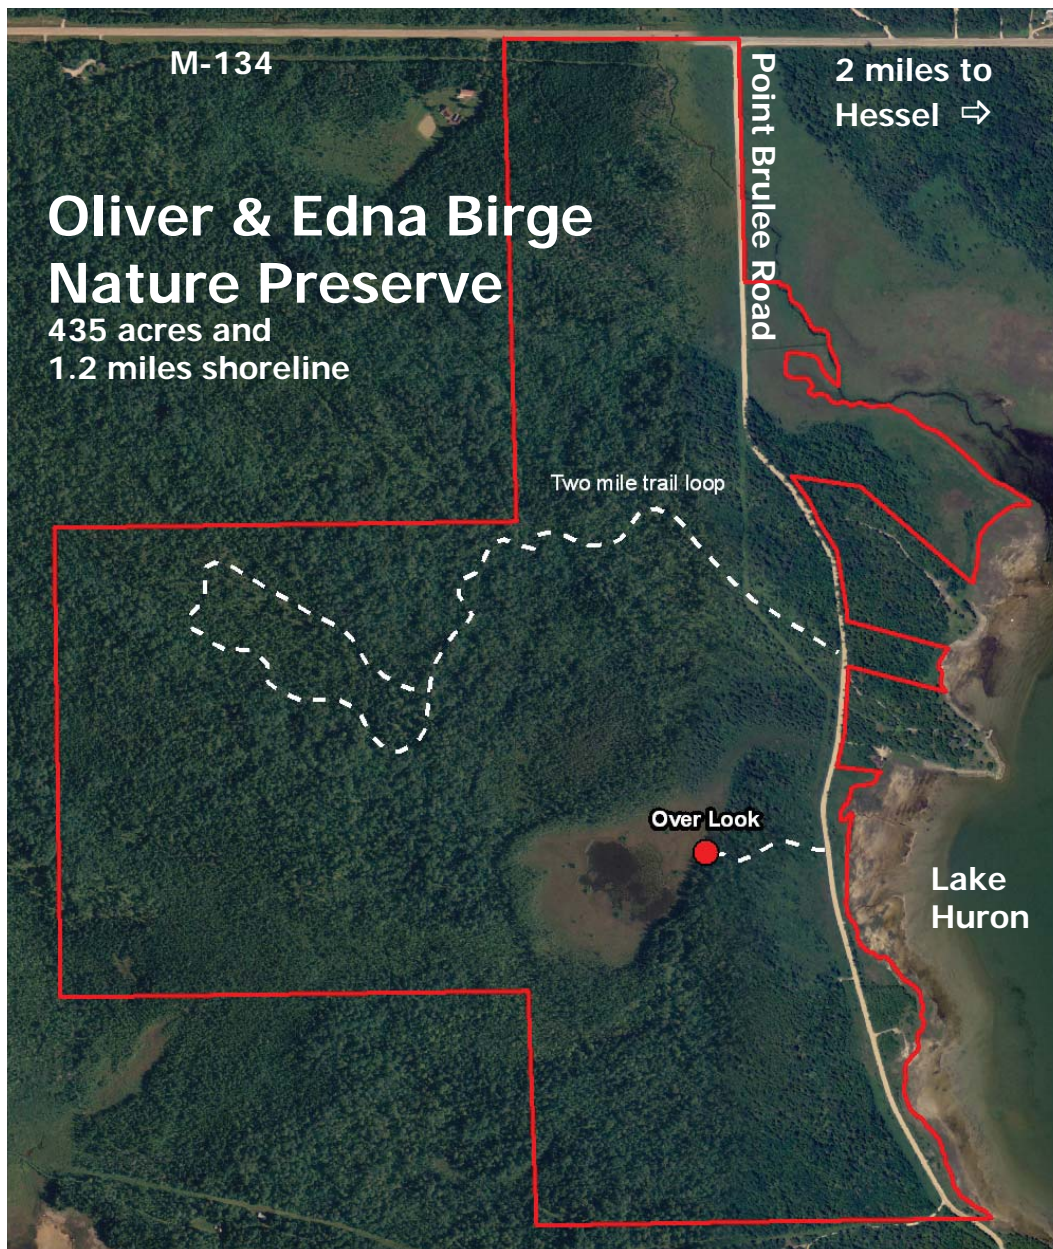 M-134
2 miles to
Hessel ⇨
Point Brulee Road
Oliver & Edna Birge
Nature Preserve
435 acres and
1.2 miles shoreline
Two mile trail loop
Over Look
Lake
Huron